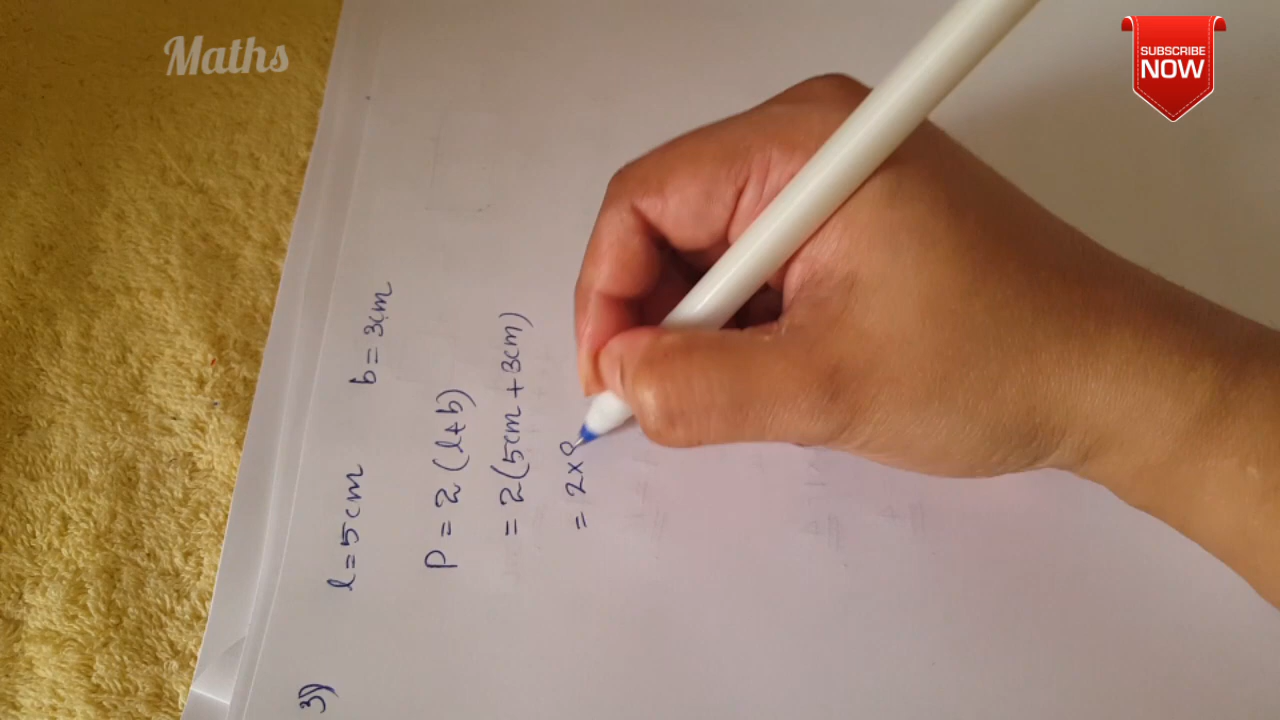 Maths
SUBSCRIBE
NOW
3)
l = 5cm b = 3cm
P = 2 (l+b)
= 2(5cm + 3cm)
= 2x8